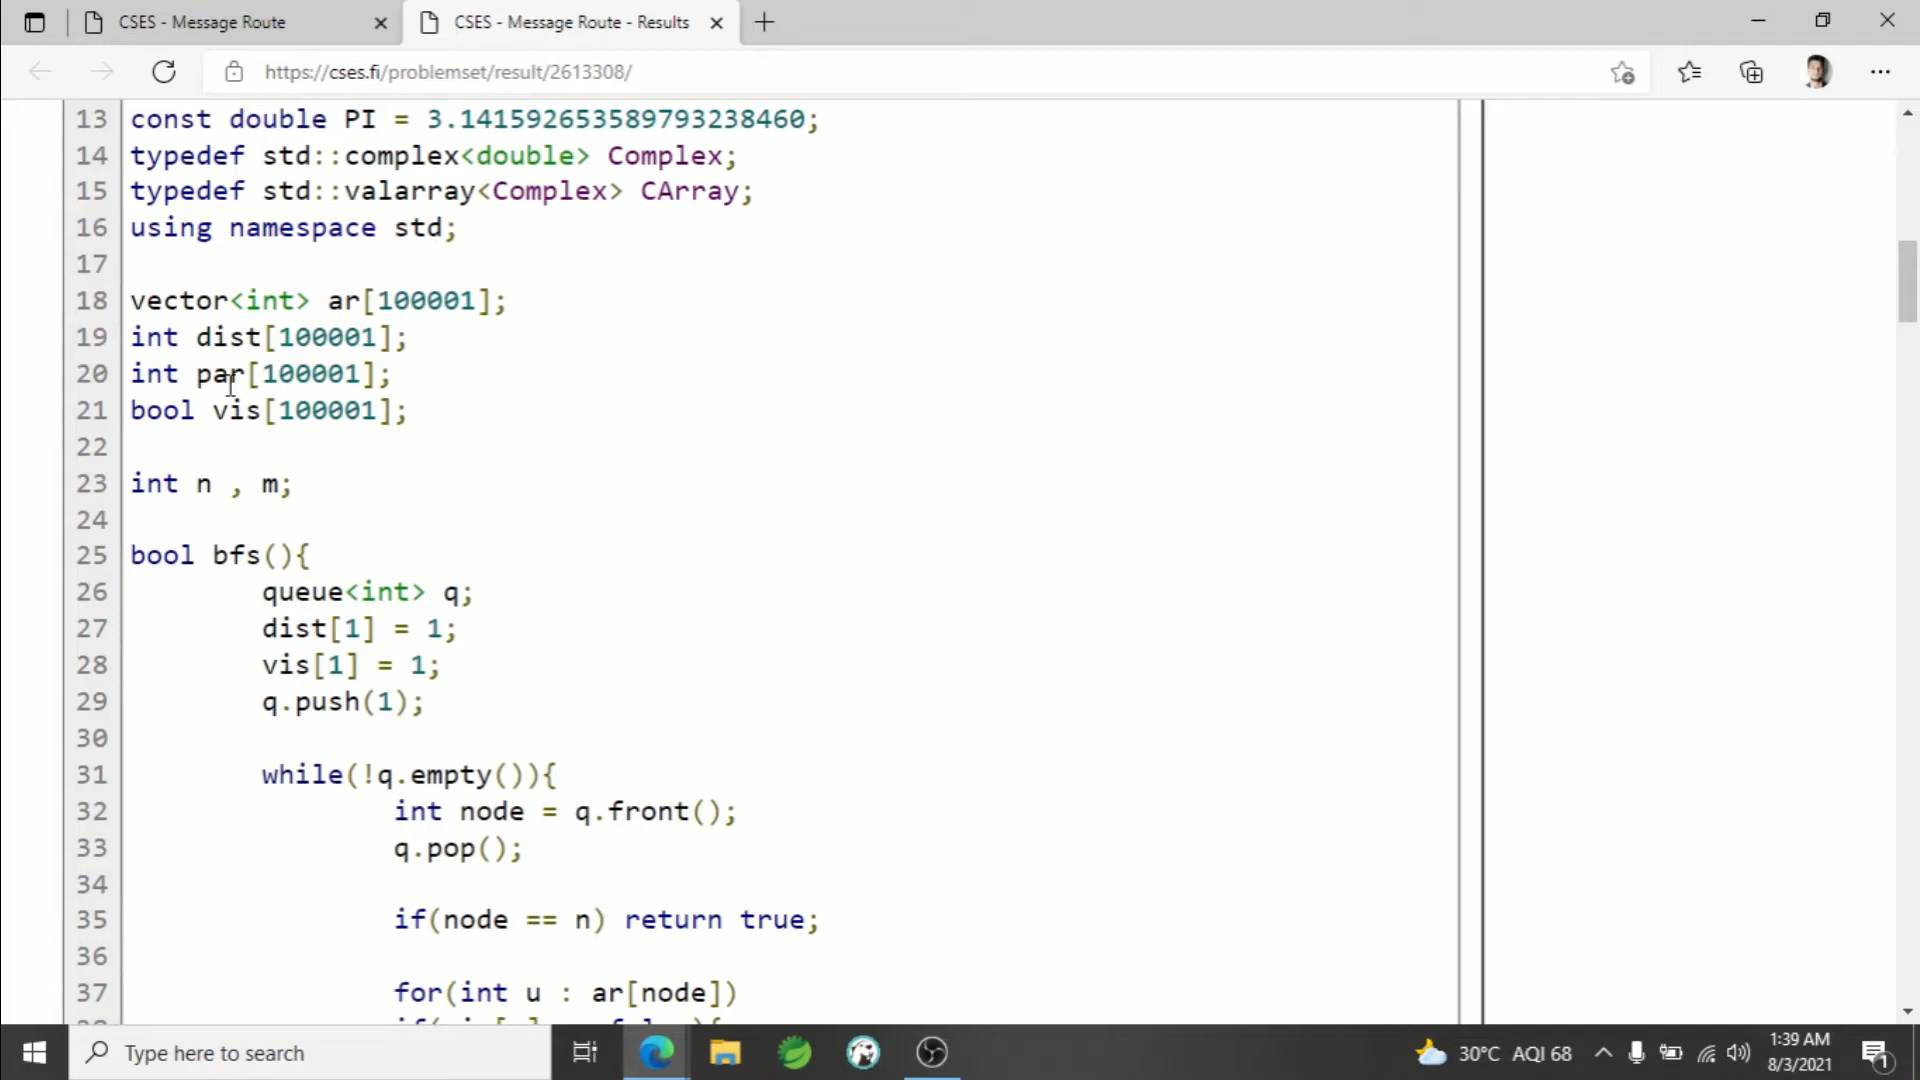 CSES - Message Route
CSES - Message Route - Results
https://cses.fi/problemset/result/2613308/
13 const double PI = 3.141592653589793238460;
14 typedef std::complex<double> Complex;
15 typedef std::valarray<Complex> CArray;
16 using namespace std;
17
18 vector<int> ar[100001];
19 int dist[100001];
20 int par[100001];
21 bool vis[100001];
22
23 int n , m;
24
25 bool bfs(){
26 queue<int> q;
27 dist[1] = 1;
28 vis[1] = 1;
29 q.push(1);
30
31 while(!q.empty()){
32 int node = q.front();
33 q.pop();
34
35 if(node == n) return true;
36
37 for(int u : ar[node])
Type here to search
30°C AQI 68
1:39 AM
8/3/2021
1